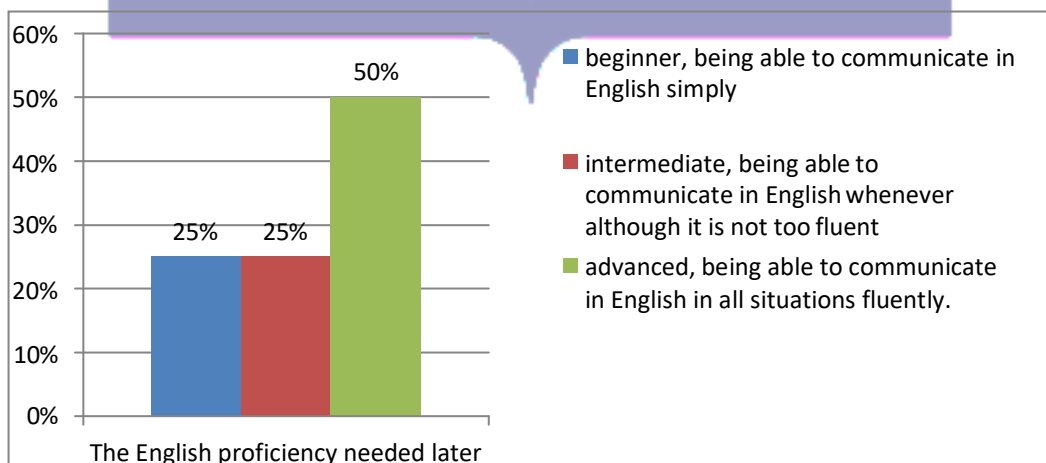 60%
50%
40%
30%
20%
10%
0%
25%
25%
50%
The English proficiency needed later
beginner, being able to communicate in
English simply
intermediate, being able to
communicate in English whenever
although it is not too fluent
advanced, being able to communicate
in English in all situations fluently.